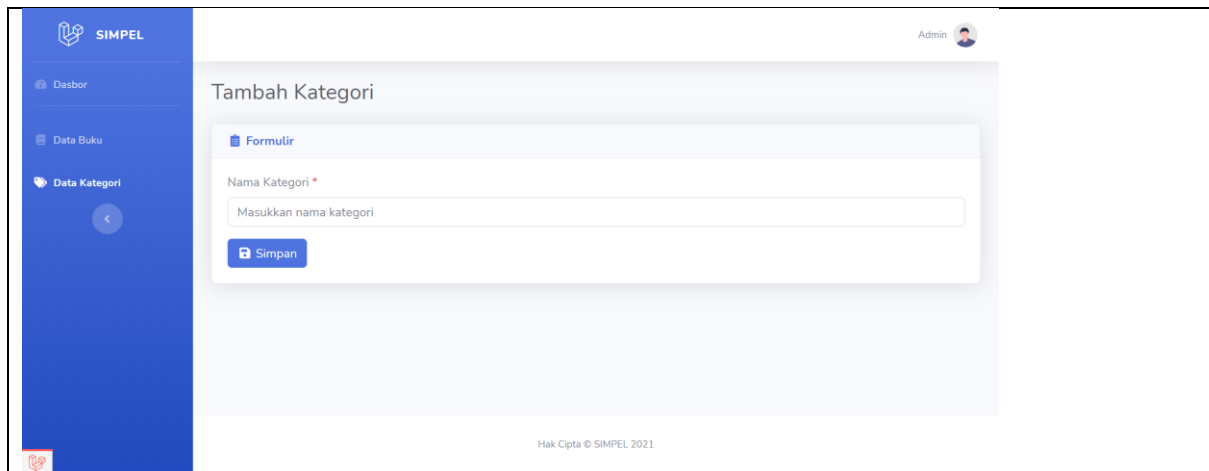 SIMPEL
Admin
Dasbor
Tambah Kategori
Data Buku
Formulir
Data Kategori
Nama Kategori *
Masukkan nama kategori
Simpan
Hak Cipta © SIMPEL 2021